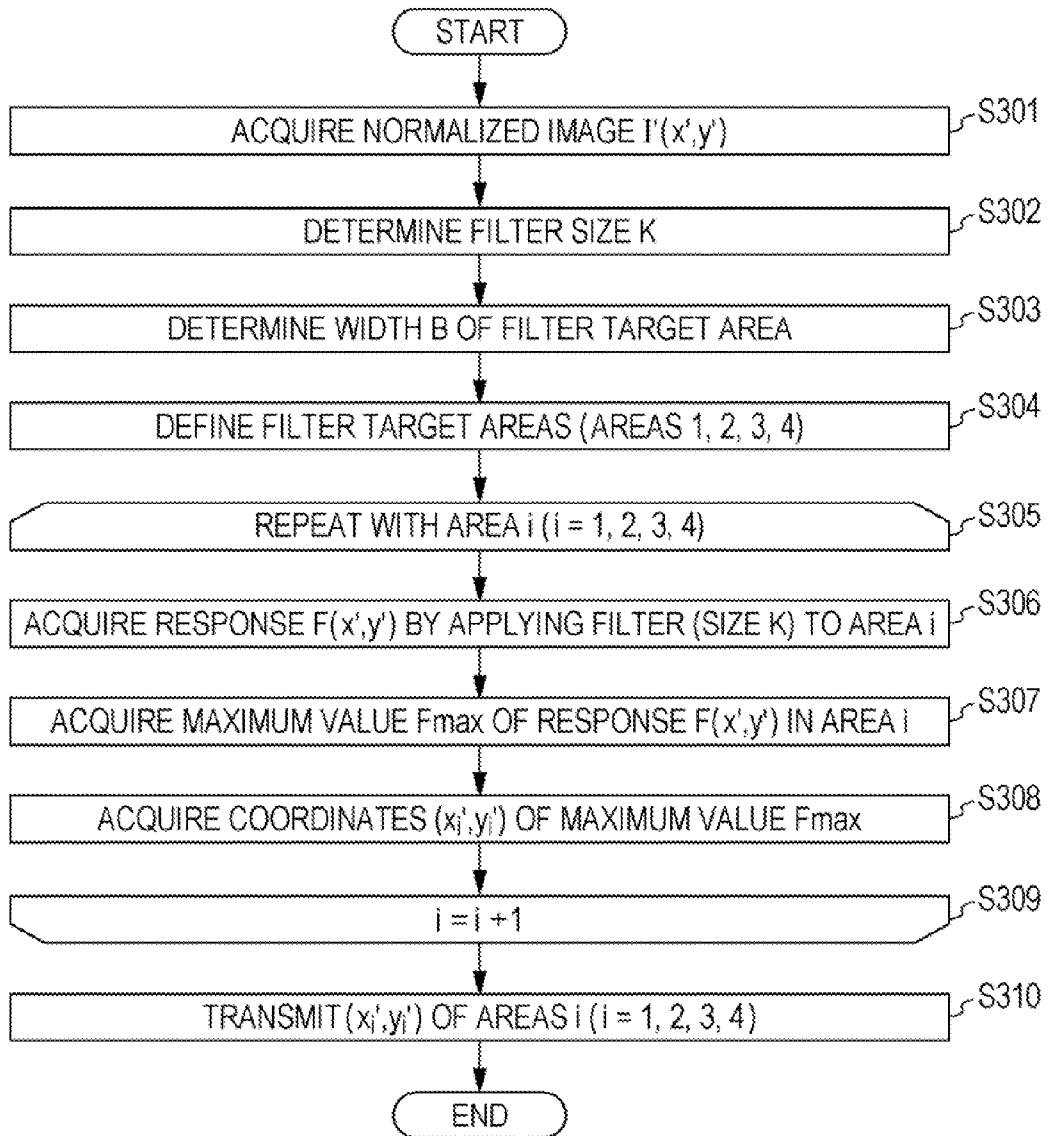 START
ACQUIRE NORMALIZED IMAGE I'(x',y')
S301
DETERMINE FILTER SIZE K
S302
DETERMINE WIDTH B OF FILTER TARGET AREA
S303
DEFINE FILTER TARGET AREAS (AREAS 1, 2, 3, 4)
S304
REPEAT WITH AREA i (i = 1, 2, 3, 4)
S305
ACQUIRE RESPONSE F(x',y') BY APPLYING FILTER (SIZE K) TO AREA i
S306
ACQUIRE MAXIMUM VALUE Fmax OF RESPONSE F(x',y') IN AREA i
S307
ACQUIRE COORDINATES (xi',yi') OF MAXIMUM VALUE Fmax
S308
i = i +1
S309
TRANSMIT (xi',yi') OF AREAS i (i = 1, 2, 3, 4)
S310
END